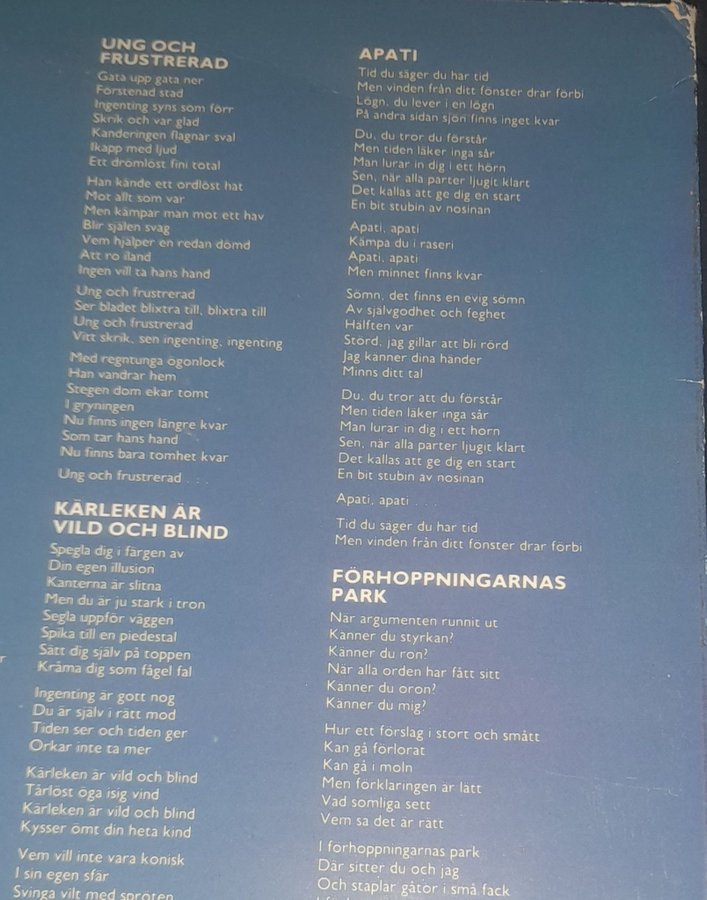 UNG OCH
FRUSTRERAD
Gata upp gata ner
Förstenad stad
Ingenting syns som förr
Skrik och var glad
Kanderingen flagnar sval
Ikapp med ljud
Ett drömlöst fini total
Han kände ett ordlöst hat
Mot allt som var
Men kämpar man mot ett hav
Blir själen svag
Vem hjälper en redan dömd
Att ro iland
Ingen vill ta hans hand
Ung och frustrerad
Ser bladet blixtra till, blixtra till
Ung och frustrerad
Vitt skrik, sen ingenting, ingenting
Med regntunga ögonlock
Han vandrar hem
Stegen dom ekar tomt
I gryningen
Nu finns ingen längre kvar
Som tar hans hand
Nu finns bara tomhet kvar
Ung och frustrerad . . .
KÄRLEKEN ÄR
VILD OCH BLIND
Spegla dig i färgen av
Din egen illusion
Kanterna är slitna
Men du är ju stark i tron
Segla uppför väggen
Spika till en piedestal
Sätt dig själv på toppen
Kråma dig som fågel fal
Ingenting är gott nog
Du är själv i rätt mod
Tiden ser och tiden ger
Orkar inte ta mer
Kärleken är vild och blind
Tårlöst öga isig vind
Kärleken är vild och blind
Kysser ömt din heta kind
Vem vill inte vara konisk
I sin egen sfär
Svinga vilt med spröten
APATI
Tid du säger du har tid
Men vinden från ditt fönster drar förbi
Lögn, du lever i en lögn
På andra sidan sjön finns inget kvar
Du, du tror du förstår
Men tiden läker inga sår
Man lurar in dig i ett hörn
Sen, när alla parter ljugit klart
Det kallas att ge dig en start
En bit stubin av nosinan
Apati, apati
Kämpa du i raseri
Apati, apati
Men minnet finns kvar
Sömn, det finns en evig sömn
Av självgodhet och feghet
Hälften var
Störd, jag gillar att bli rörd
Jag känner dina händer
Minns ditt tal
Du, du tror att du förstår
Men tiden läker inga sår
Man lurar in dig i ett hörn
Sen, när alla parter ljugit klart
Det kallas att ge dig en start
En bit stubin av nosinan
Apati, apati . . .
Tid du säger du har tid
Men vinden från ditt fönster drar förbi
FÖRHOPPNINGARNAS
PARK
När argumenten runnit ut
Känner du styrkan?
Känner du ron?
När alla orden har fått sitt
Känner du oron?
Känner du mig?
Hur ett förslag i stort och smått
Kan gå förlorat
Kan gå i moln
Men förklaringen är lätt
Vad somliga sett
Vem sa det är rätt
I förhoppningarnas park
Där sitter du och jag
Och staplar gåtor i små fack